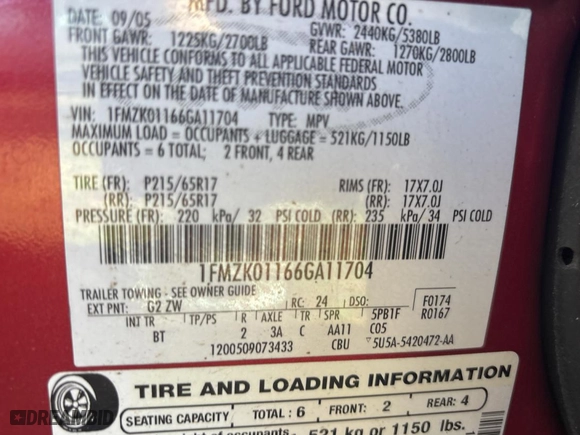 MFD. BY FORD MOTOR CO.
DATE: 09/05 GVWR: 2440KG/5380LB
FRONT GAWR: 1225KG/2700LB REAR GAWR: 1270KG/2800LB
THIS VEHICLE CONFORMS TO ALL APPLICABLE FEDERAL MOTOR
VEHICLE SAFETY AND THEFT PREVENTION STANDARDS
IN EFFECT ON THE DATE OF MANUFACTURE SHOWN ABOVE.
VIN: 1FMZK01166GA11704 TYPE: MPV
MAXIMUM LOAD = OCCUPANTS + LUGGAGE = 521KG/1150LB
OCCUPANTS = 6 TOTAL; 2 FRONT, 4 REAR
TIRE (FR): P215/65R17 RIMS (FR): 17X7.0J
(RR): P215/65R17 (RR): 17X7.0J
PRESSURE (FR): 220 kPa/ 32 PSI COLD (RR): 235 kPa/ 34 PSI COLD
1FMZK01166GA11704
TRAILER TOWING - SEE OWNER GUIDE
EXT PNT: G2 ZW RC: 24 DSO: F0174
INT TR TP/PS R AXLE TR SPR 5PB1F R0167
BT 2 3A C AA11 C05
1200509073433 CBU 5U5A-5420472-AA
TIRE AND LOADING INFORMATION
SEATING CAPACITY TOTAL: 6 FRONT: 2 REAR: 4
of occupants 521 kg or 1150 lbs.
DREAMBID